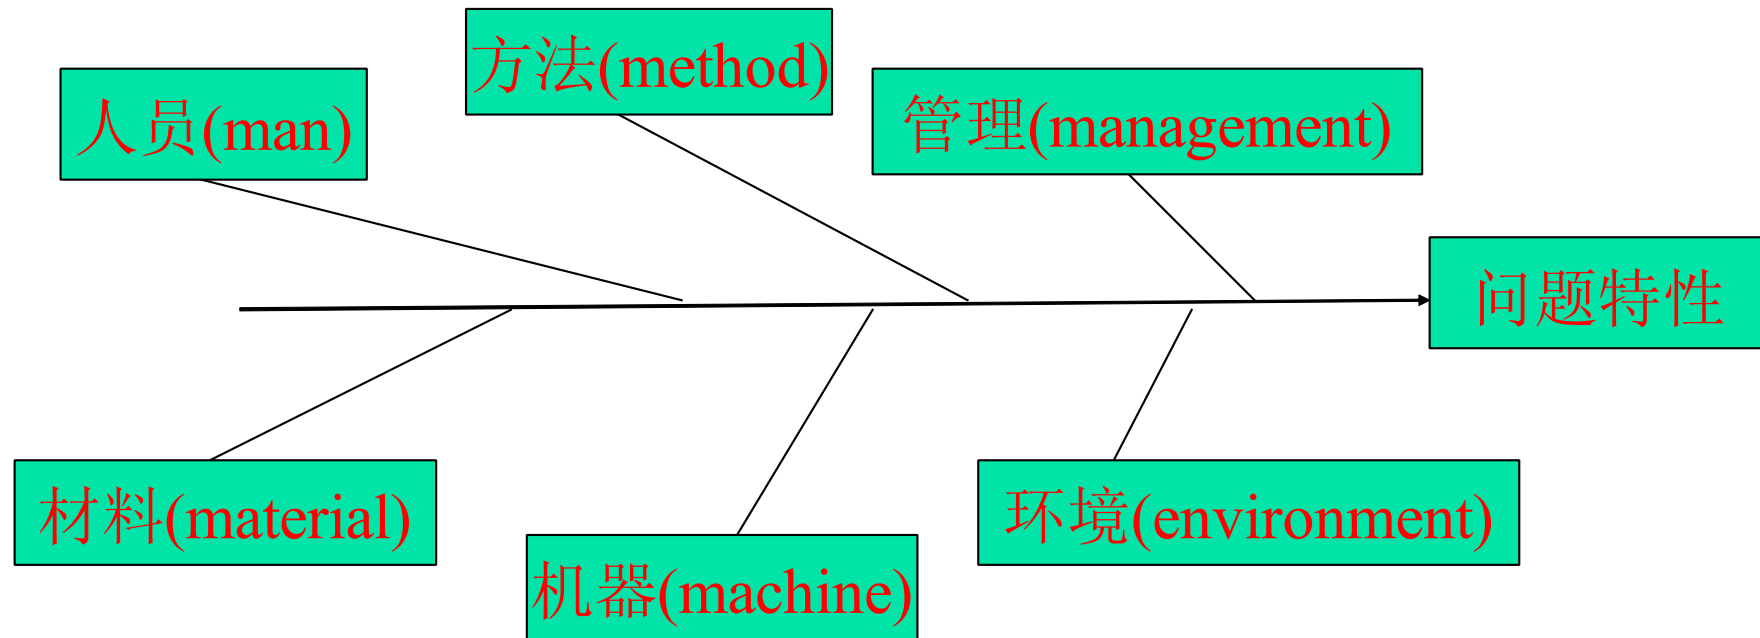 方法(method)
人员(man)
管理(management)
问题特性
材料(material)
环境(environment)
机器(machine)